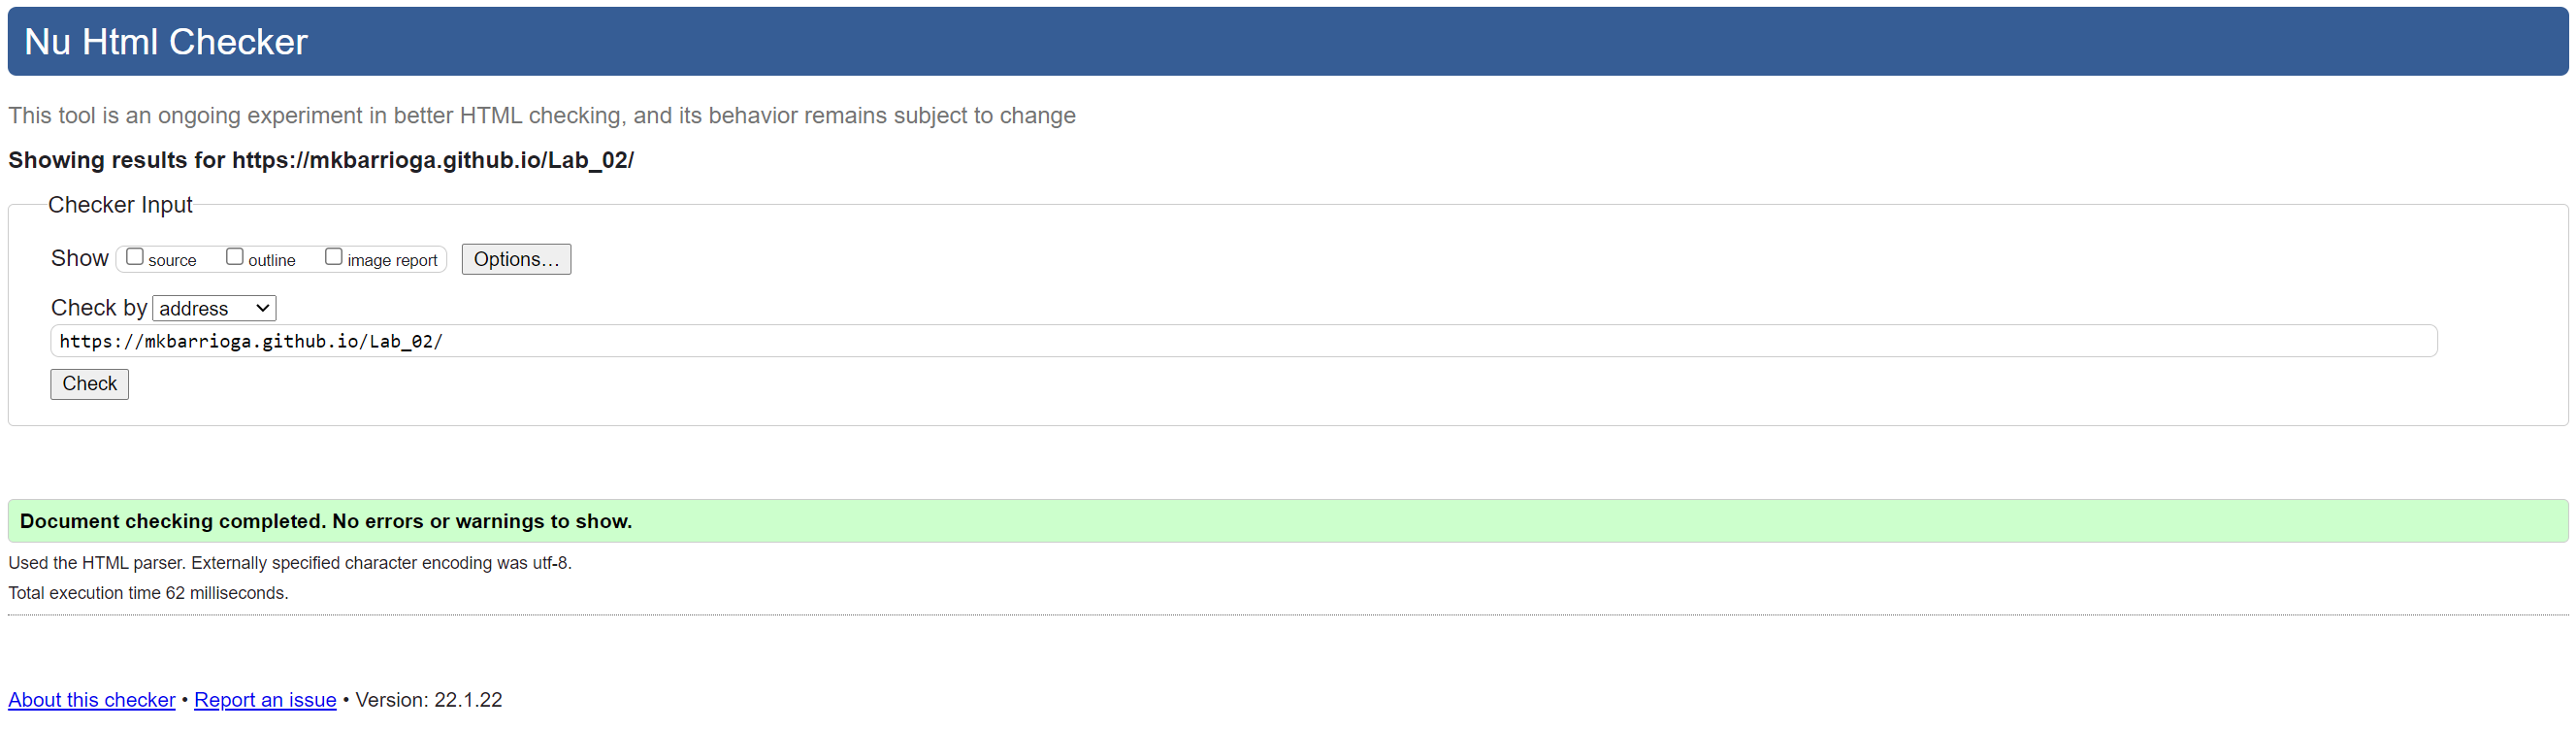 Nu Html Checker
This tool is an ongoing experiment in better HTML checking, and its behavior remains subject to change
Showing results for https://mkbarrioga.github.io/Lab_02/
Checker Input
Show source outline image report Options...
Check by address
https://mkbarrioga.github.io/Lab_02/
Check
Document checking completed. No errors or warnings to show.
Used the HTML parser. Externally specified character encoding was utf-8.
Total execution time 62 milliseconds.
About this checker • Report an issue • Version: 22.1.22